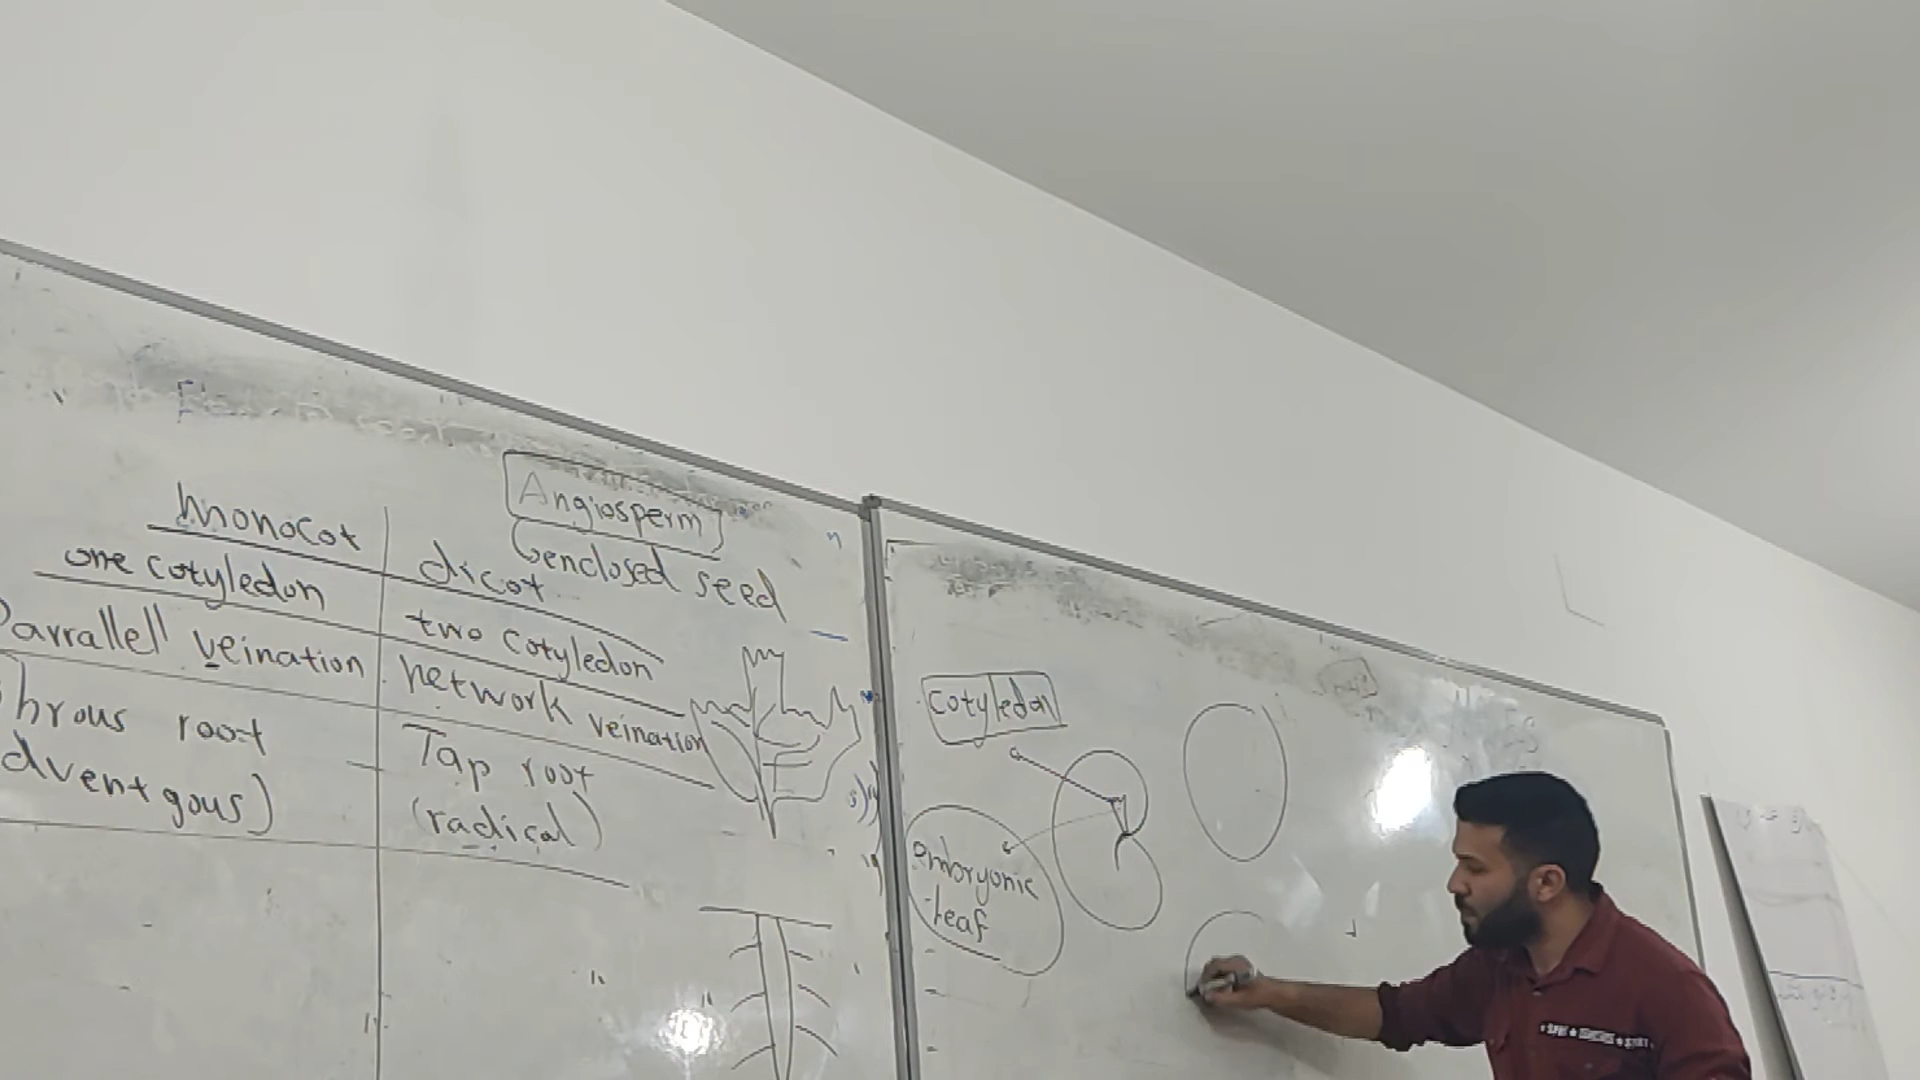 Angiosperm
enclosed seed
monocot
dicot
one cotyledon
two cotyledon
Parrallell veination
network veination
hrous root
Tap root
dventgous)
(radical)
cotyledon
embryonic
leaf